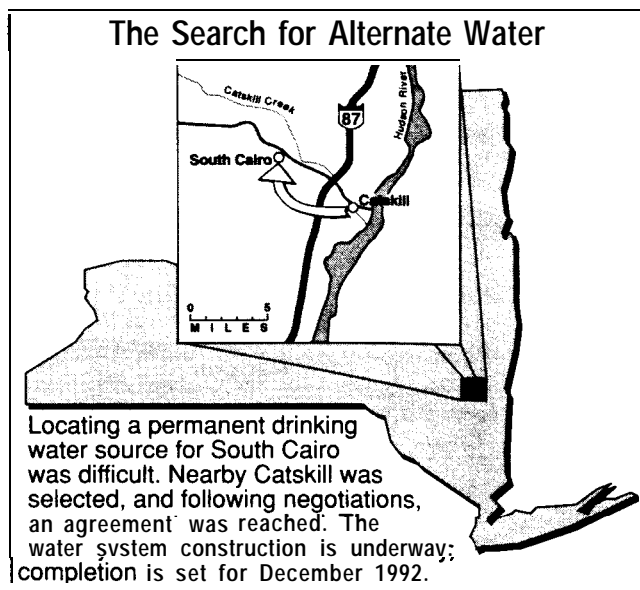 The Search for Alternate Water
Catskill Creek
87
Hudson River
South Cairo
Catskill
0 5
MILES
Locating a permanent drinking
water source for South Cairo
was difficult. Nearby Catskill was
selected, and following negotiations,
an agreement was reached. The
water system construction is underway;
completion is set for December 1992.